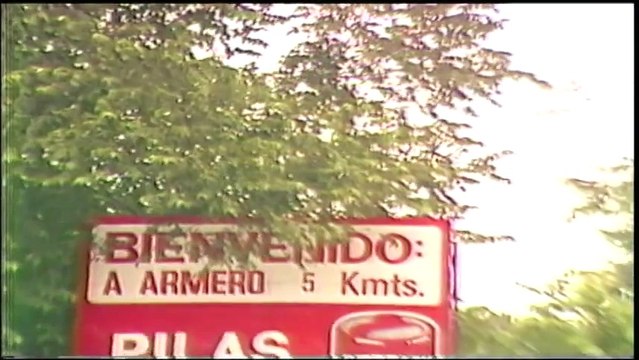 BIENVENIDO:
A ARMERO 5 Kmts.
PILAS